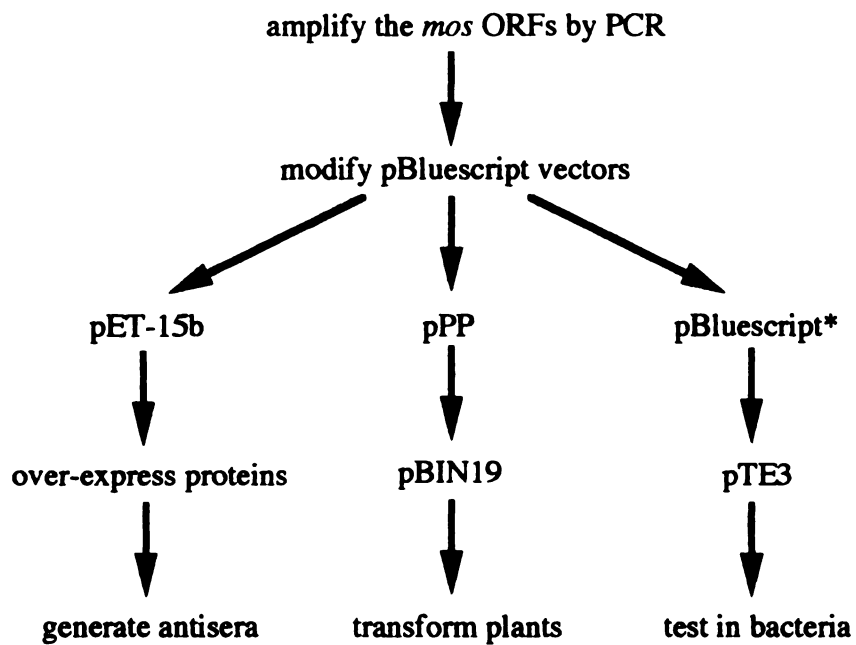 amplify the mos ORFs by PCR
modify pBluescript vectors
pET-15b pPP pBluescript*
over-express proteins pBIN19 pTE3
generate antisera transform plants test in bacteria